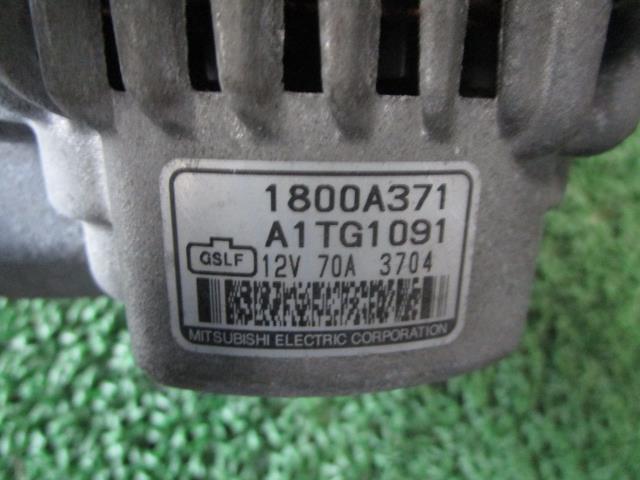 1800A371
A1TG1091
GSLF 12V 70A 3704
MITSUBISHI ELECTRIC CORPORATION